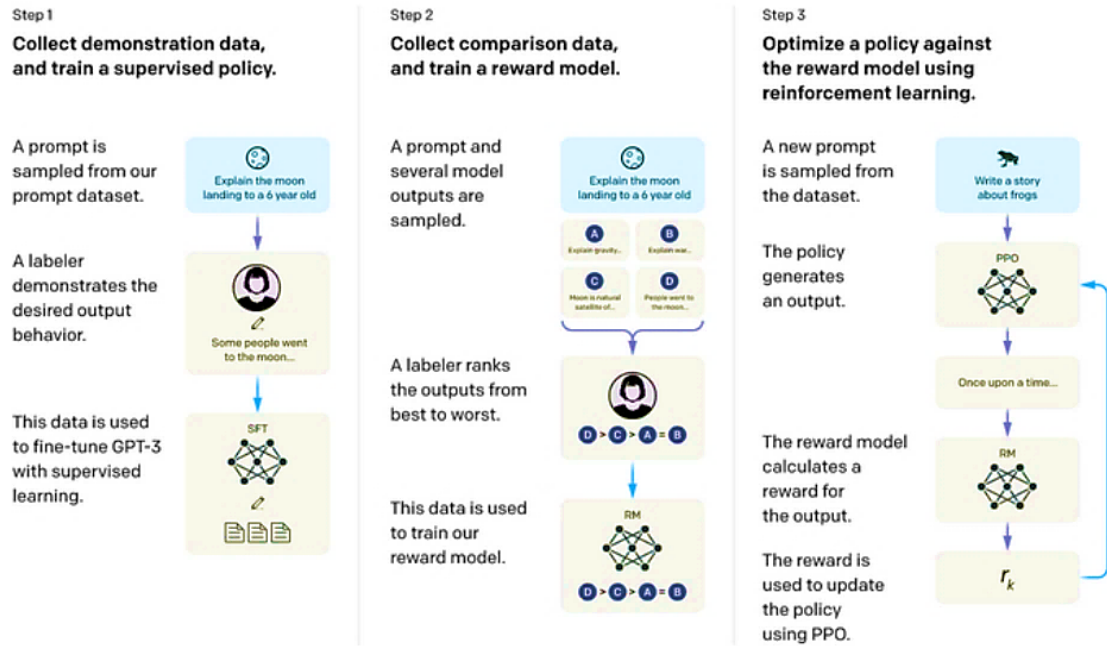 Step 1
Collect demonstration data,
and train a supervised policy.
A prompt is
sampled from our
prompt dataset.
Explain the moon
landing to a 6 year old
A labeler
demonstrates the
desired output
behavior.
Some people went
to the moon...
This data is used
to fine-tune GPT-3
with supervised
learning.
SFT
Step 2
Collect comparison data,
and train a reward model.
A prompt and
several model
outputs are
sampled.
Explain the moon
landing to a 6 year old
A
Explain gravity...
B
Explain war...
C
Moon is natural
satellite of...
D
People went to
the moon...
A labeler ranks
the outputs from
best to worst.
D > C > A = B
This data is used
to train our
reward model.
RM
D > C > A = B
Step 3
Optimize a policy against
the reward model using
reinforcement learning.
A new prompt
is sampled from
the dataset.
Write a story
about frogs
The policy
generates
an output.
PPO
Once upon a time...
The reward model
calculates a
reward for
the output.
RM
The reward is
used to update
the policy
using PPO.
rₖ